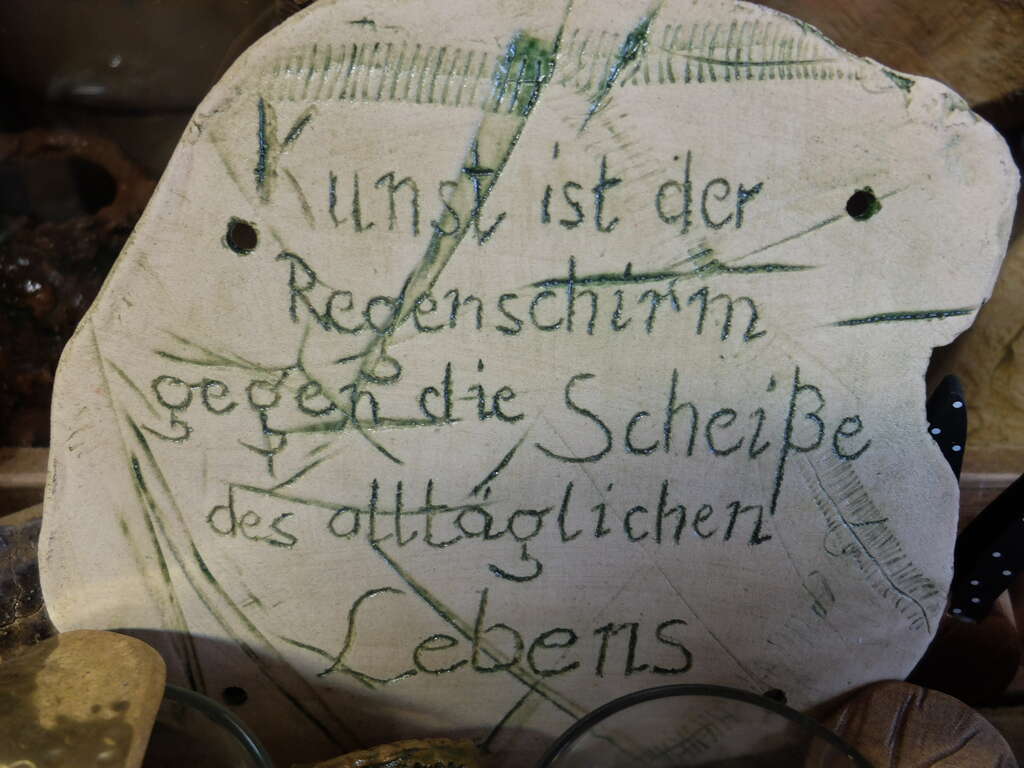 Kunst ist der
Regenschirm
gegen die Scheiße
des alltäglichen
Lebens